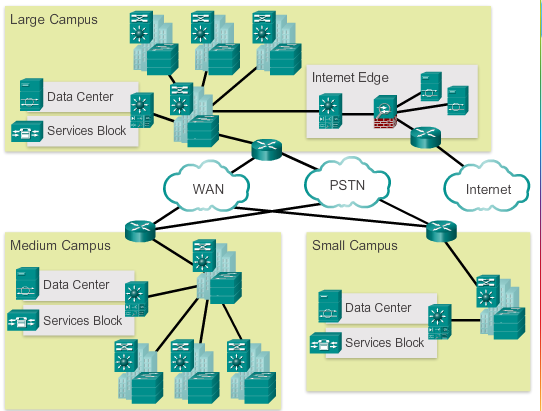 Large Campus
Internet Edge
Data Center
Services Block
WAN
PSTN
Internet
Medium Campus
Small Campus
Data Center
Services Block
Data Center
Services Block